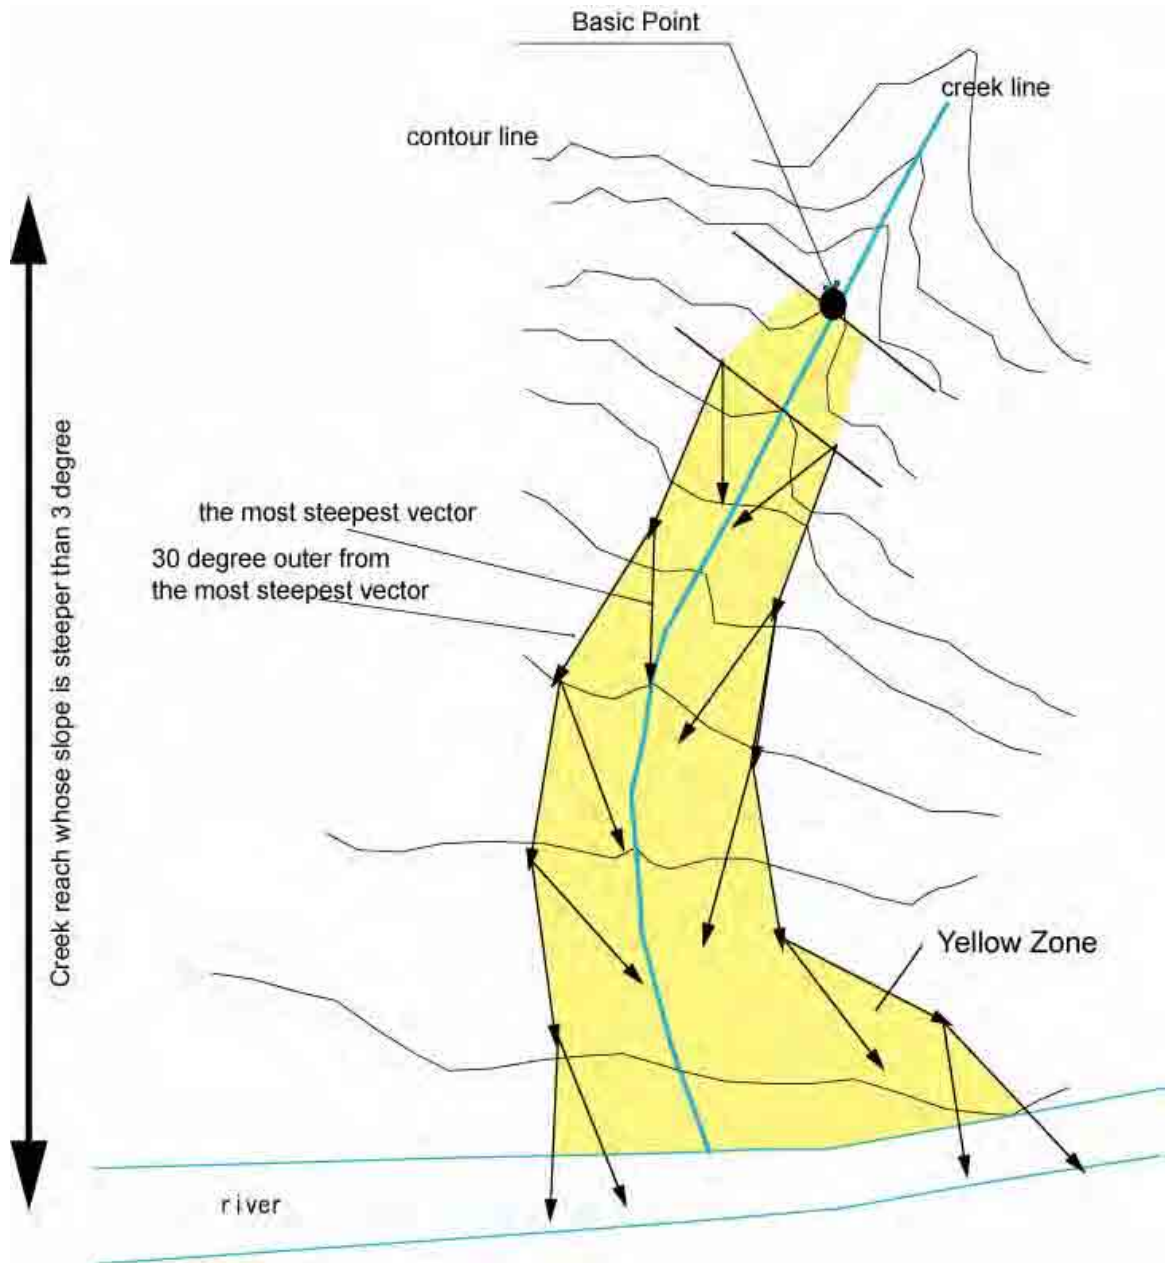 Basic Point
creek line
contour line
Creek reach whose slope is steeper than 3 degree
the most steepest vector
30 degree outer from
the most steepest vector
Yellow Zone
river